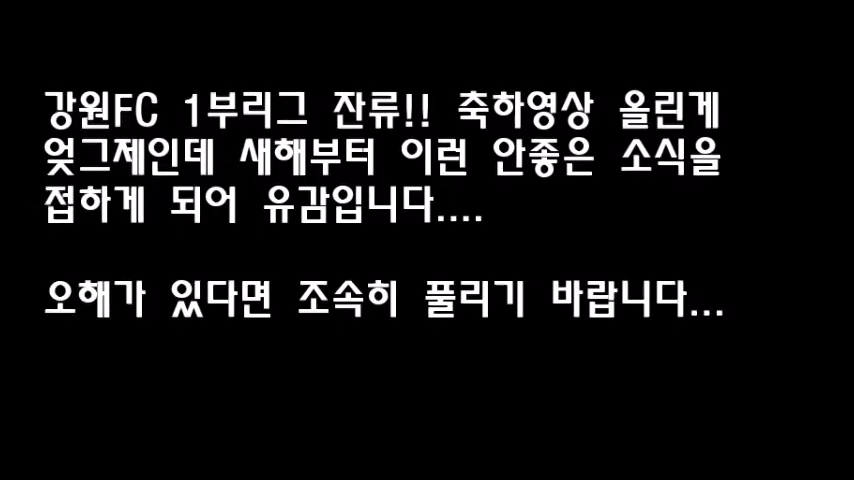 강원FC 1부리그 잔류!! 축하영상 올린게
엊그제인데 새해부터 이런 안좋은 소식을
접하게 되어 유감입니다....
오해가 있다면 조속히 풀리기 바랍니다...